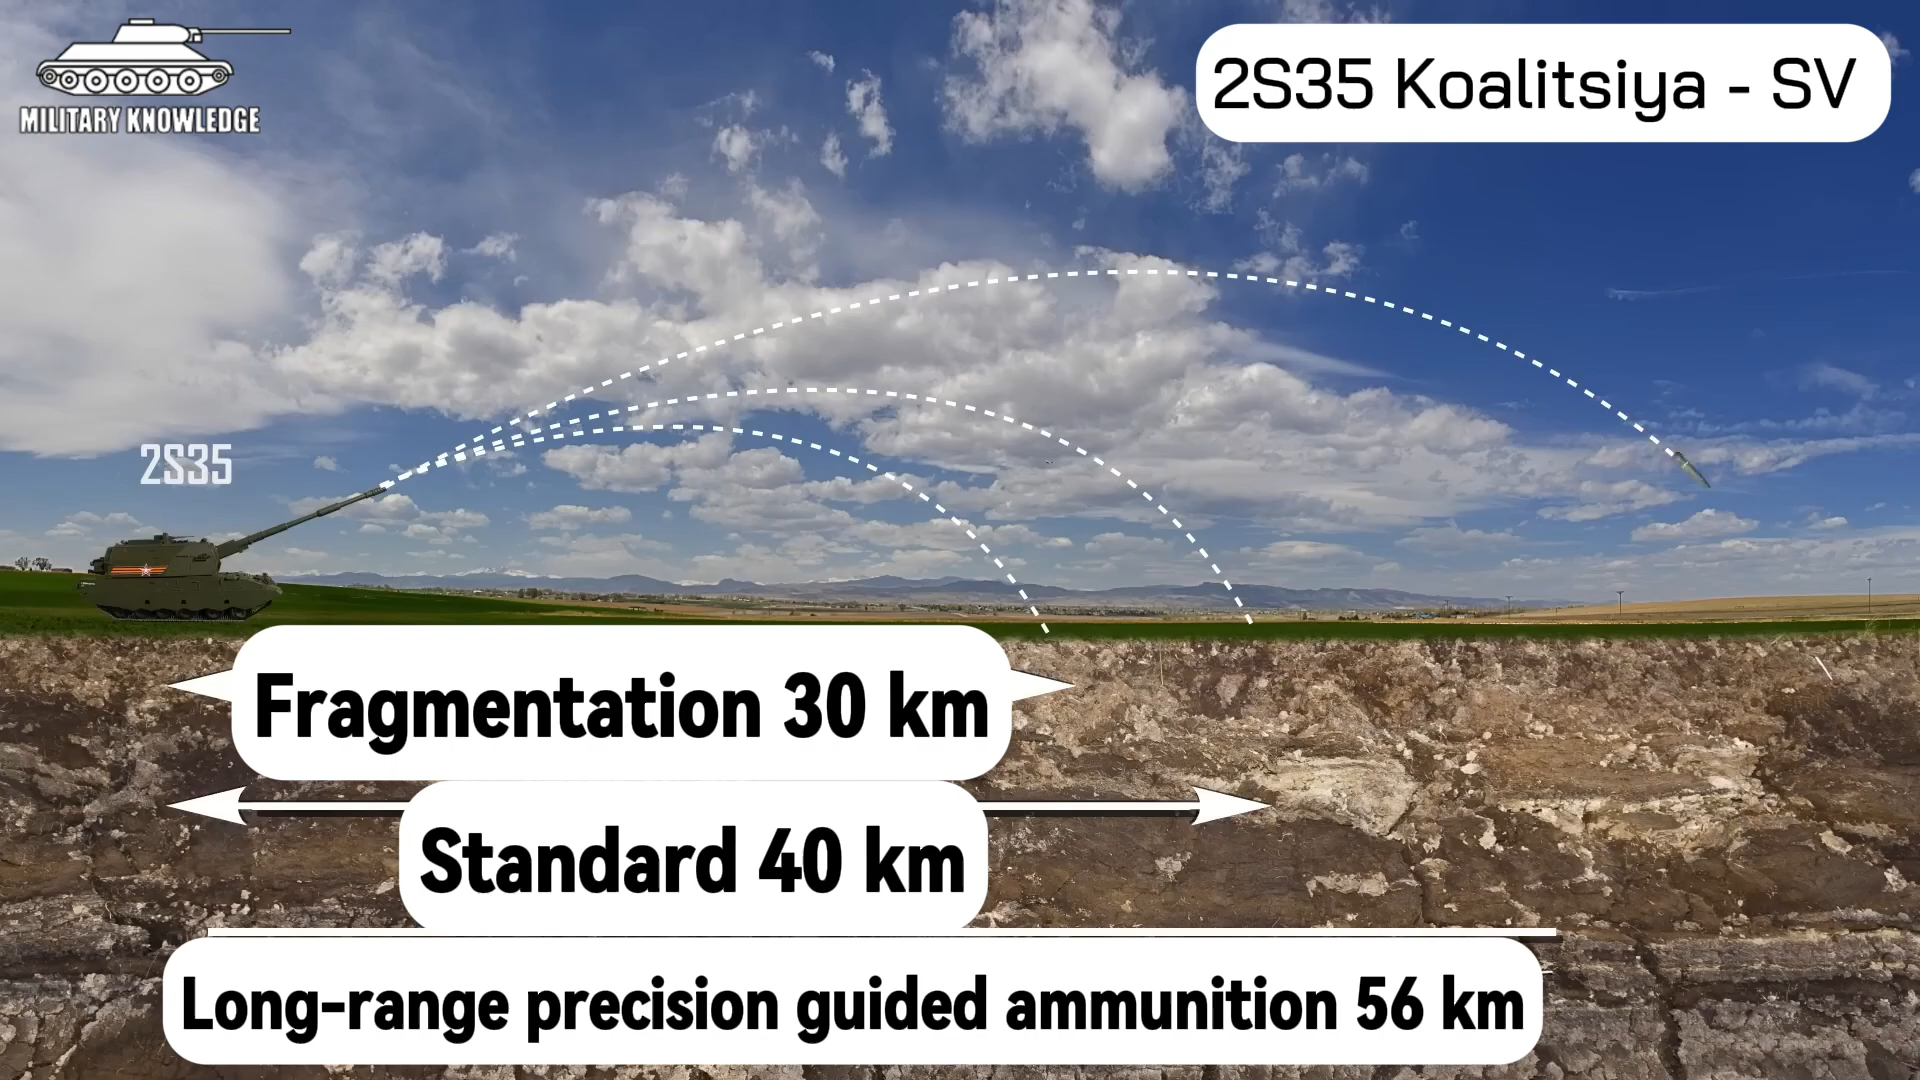 MILITARY KNOWLEDGE
2S35 Koalitsiya - SV
2S35
Fragmentation 30 km
Standard 40 km
Long-range precision guided ammunition 56 km